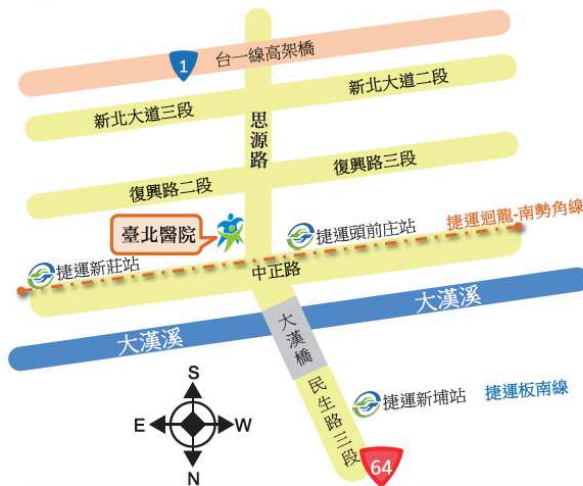 台一線高架橋
1
新北大道二段
新北大道三段
思源路
復興路三段
復興路二段
臺北醫院
捷運頭前庄站
捷運迴龍-南勢角線
捷運新莊站
中正路
大漢溪
大漢溪
大漢橋
民生路三段
捷運新埔站
捷運板南線
64
S
E
W
N